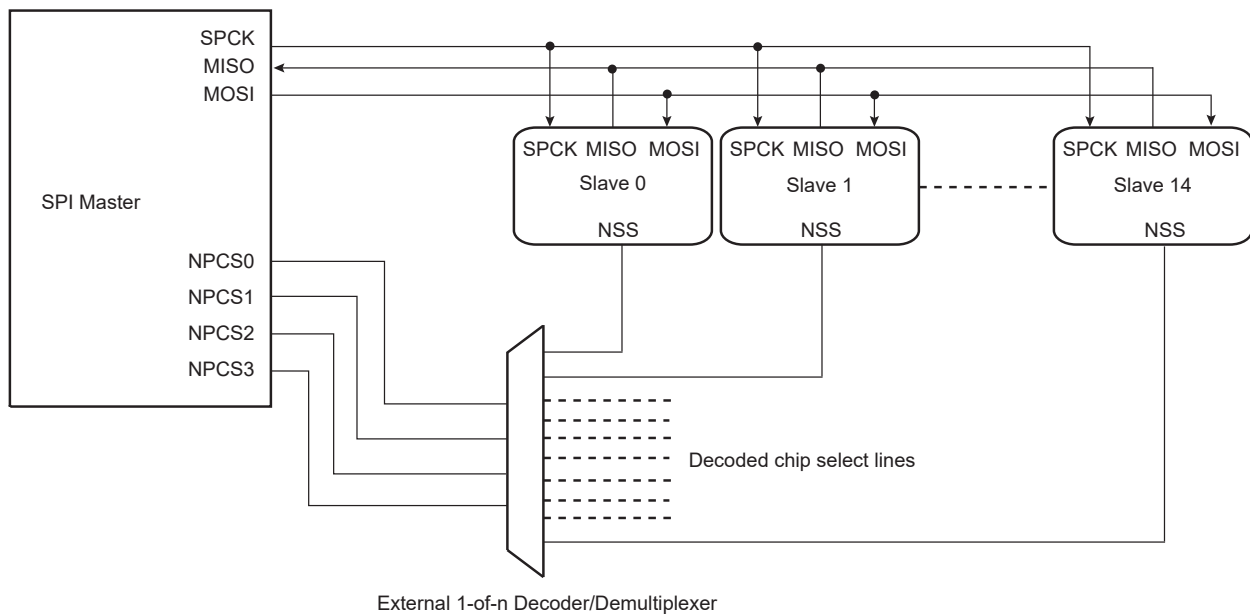 SPCK
MISO
MOSI
SPI Master
NPCS0
NPCS1
NPCS2
NPCS3
SPCK MISO MOSI
Slave 0
NSS
SPCK MISO MOSI
Slave 1
NSS
SPCK MISO MOSI
Slave 14
NSS
Decoded chip select lines
External 1-of-n Decoder/Demultiplexer